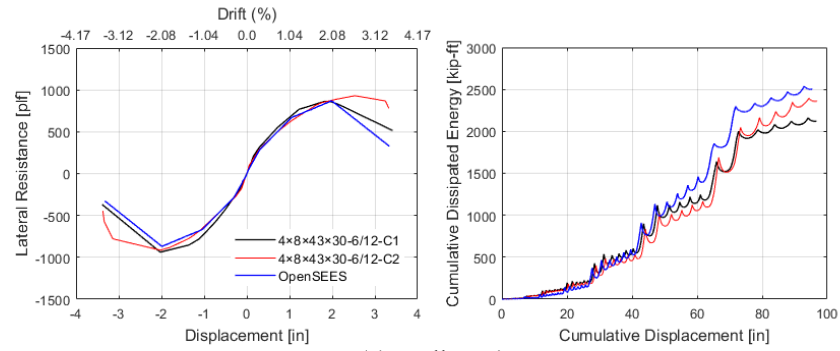 Drift (%)
-4.17 -3.12 -2.08 -1.04 0.0 1.04 2.08 3.12 4.17
1500
1000
500
0
-500
-1000
-1500
Lateral Resistance [plf]
4×8×43×30-6/12-C1
4×8×43×30-6/12-C2
OpenSEES
-4 -3 -2 -1 0 1 2 3 4
Displacement [in]
3000
2500
2000
1500
1000
500
0
Cumulative Dissipated Energy [kip-ft]
0 20 40 60 80 100
Cumulative Displacement [in]